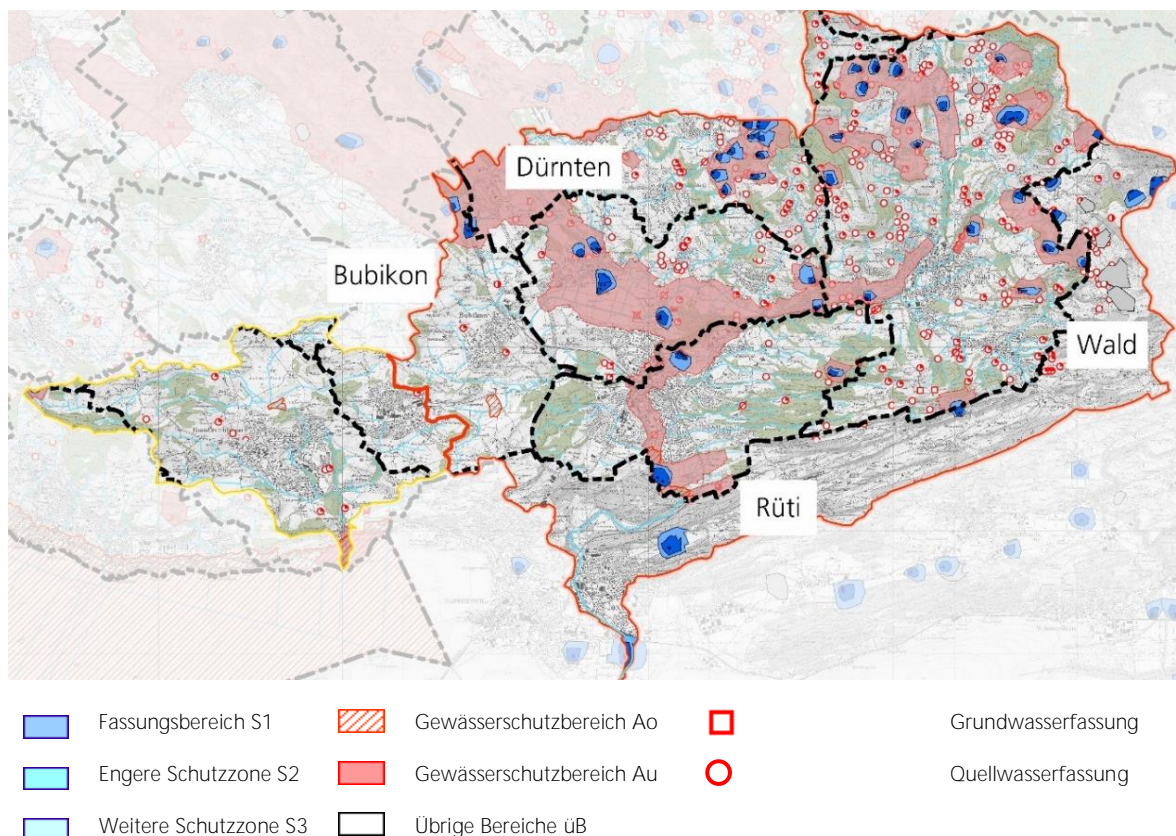 Dürnten
Bubikon
Wald
Rüti
Fassungsbereich S1
Gewässerschutzbereich Ao
Grundwasserfassung
Engere Schutzzone S2
Gewässerschutzbereich Au
Quellwasserfassung
Weitere Schutzzone S3
Übrige Bereiche üB